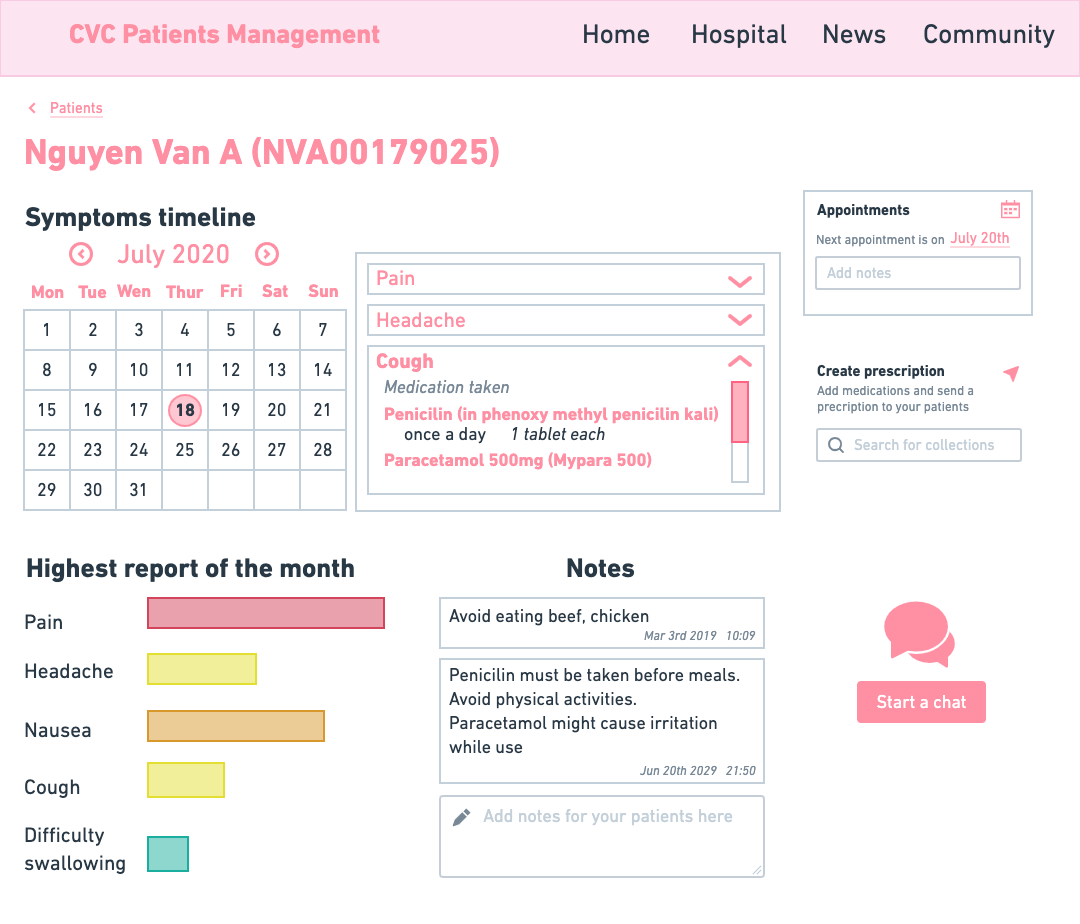 CVC Patients Management
Home Hospital News Community
Patients
Nguyen Van A (NVA00179025)
Symptoms timeline
July 2020
Mon Tue Wen Thur Fri Sat Sun
1 2 3 4 5 6 7
8 9 10 11 12 13 14
15 16 17 18 19 20 21
22 23 24 25 26 27 28
29 30 31
Pain
Headache
Cough
Medication taken
Penicilin (in phenoxy methyl penicilin kali)
once a day 1 tablet each
Paracetamol 500mg (Mypara 500)
Appointments
Next appointment is on July 20th
Add notes
Create prescription
Add medications and send a
precription to your patients
Search for collections
Highest report of the month
Pain
Headache
Nausea
Cough
Difficulty
swallowing
Notes
Avoid eating beef, chicken
Mar 3rd 2019 10:09
Penicilin must be taken before meals.
Avoid physical activities.
Paracetamol might cause irritation
while use
Jun 20th 2029 21:50
Add notes for your patients here
Start a chat